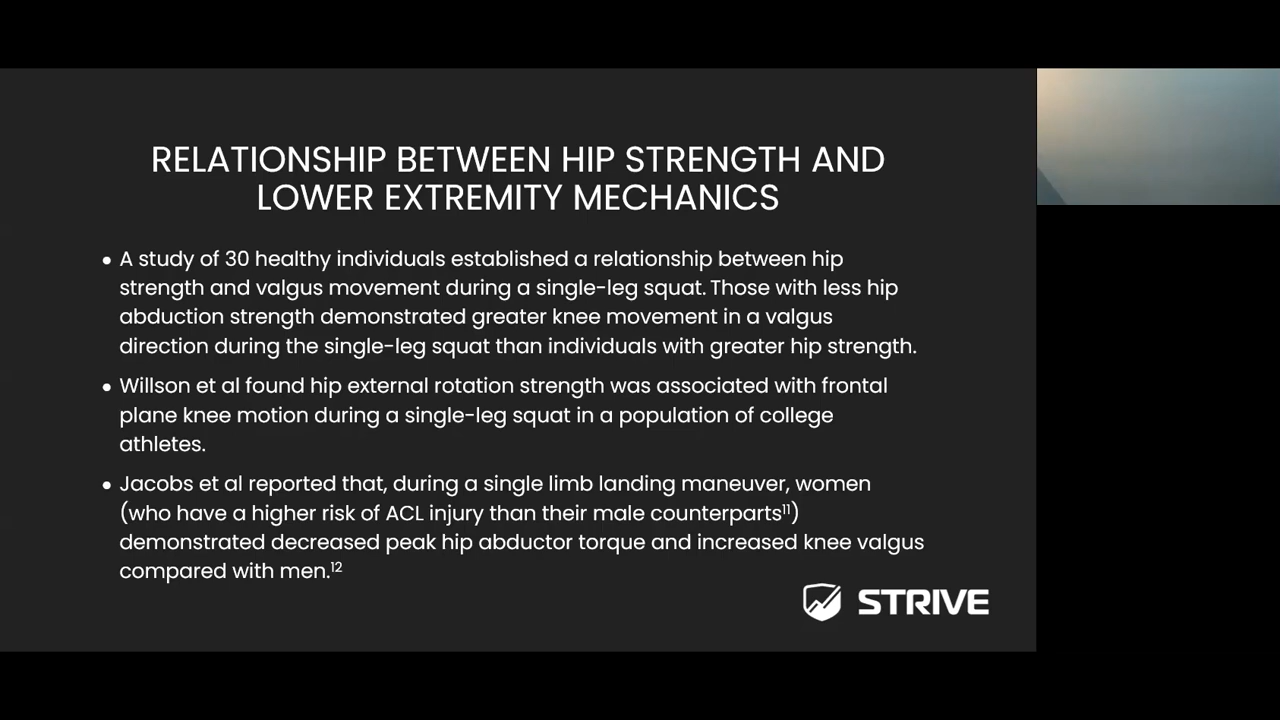 RELATIONSHIP BETWEEN HIP STRENGTH AND
LOWER EXTREMITY MECHANICS
• A study of 30 healthy individuals established a relationship between hip
strength and valgus movement during a single-leg squat. Those with less hip
abduction strength demonstrated greater knee movement in a valgus
direction during the single-leg squat than individuals with greater hip strength.
• Willson et al found hip external rotation strength was associated with frontal
plane knee motion during a single-leg squat in a population of college
athletes.
• Jacobs et al reported that, during a single limb landing maneuver, women
(who have a higher risk of ACL injury than their male counterparts¹¹)
demonstrated decreased peak hip abductor torque and increased knee valgus
compared with men.¹²
STRIVE